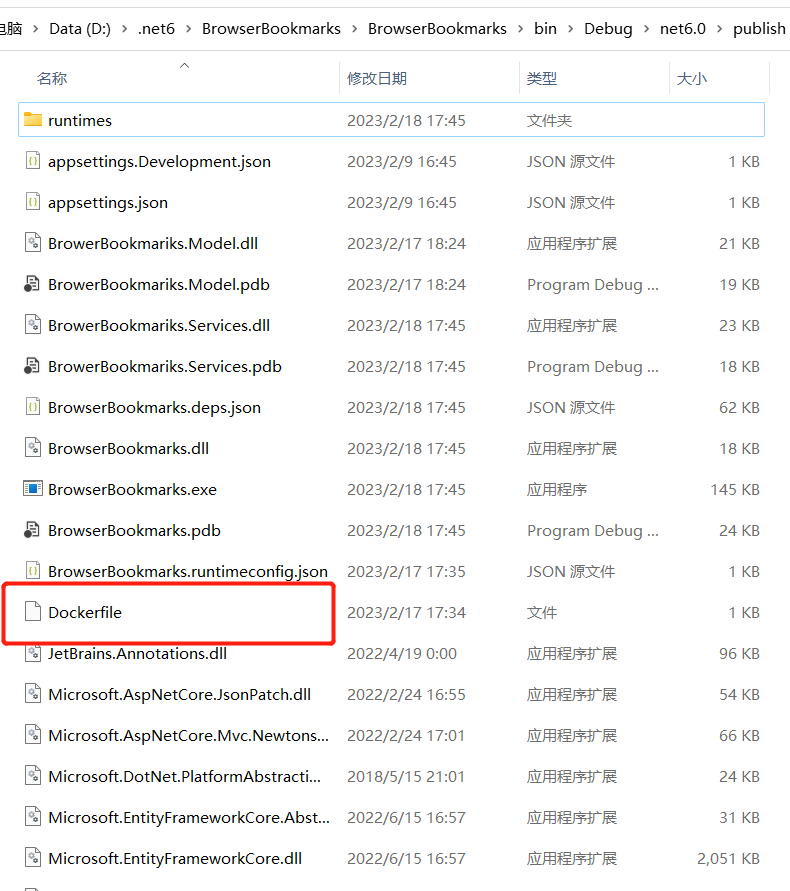 电脑 › Data (D:) › .net6 › BrowserBookmarks › BrowserBookmarks › bin › Debug › net6.0 › publish
名称 修改日期 类型 大小
runtimes 2023/2/18 17:45 文件夹
appsettings.Development.json 2023/2/9 16:45 JSON 源文件 1 KB
appsettings.json 2023/2/9 16:45 JSON 源文件 1 KB
BrowerBookmariks.Model.dll 2023/2/17 18:24 应用程序扩展 21 KB
BrowerBookmariks.Model.pdb 2023/2/17 18:24 Program Debug ... 19 KB
BrowerBookmariks.Services.dll 2023/2/18 17:45 应用程序扩展 23 KB
BrowerBookmariks.Services.pdb 2023/2/18 17:45 Program Debug ... 18 KB
BrowserBookmarks.deps.json 2023/2/18 17:45 JSON 源文件 62 KB
BrowserBookmarks.dll 2023/2/18 17:45 应用程序扩展 18 KB
BrowserBookmarks.exe 2023/2/18 17:45 应用程序 145 KB
BrowserBookmarks.pdb 2023/2/18 17:45 Program Debug ... 24 KB
BrowserBookmarks.runtimeconfig.json 2023/2/17 17:35 JSON 源文件 1 KB
Dockerfile 2023/2/17 17:34 文件 1 KB
JetBrains.Annotations.dll 2022/4/19 0:00 应用程序扩展 96 KB
Microsoft.AspNetCore.JsonPatch.dll 2022/2/24 16:55 应用程序扩展 54 KB
Microsoft.AspNetCore.Mvc.Newtons... 2022/2/24 17:01 应用程序扩展 66 KB
Microsoft.DotNet.PlatformAbstracti... 2018/5/15 21:01 应用程序扩展 24 KB
Microsoft.EntityFrameworkCore.Abst... 2022/6/15 16:57 应用程序扩展 31 KB
Microsoft.EntityFrameworkCore.dll 2022/6/15 16:57 应用程序扩展 2,051 KB